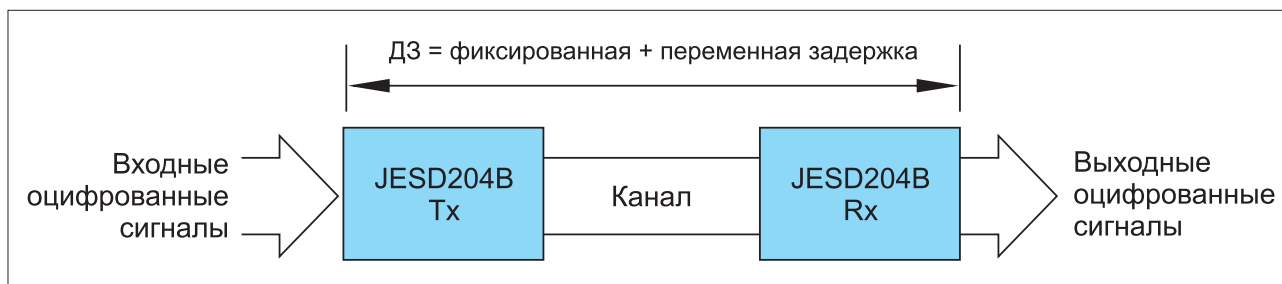 ДЗ = фиксированная + переменная задержка
Входные
оцифрованные
сигналы
JESD204B
Tx
Канал
JESD204B
Rx
Выходные
оцифрованные
сигналы